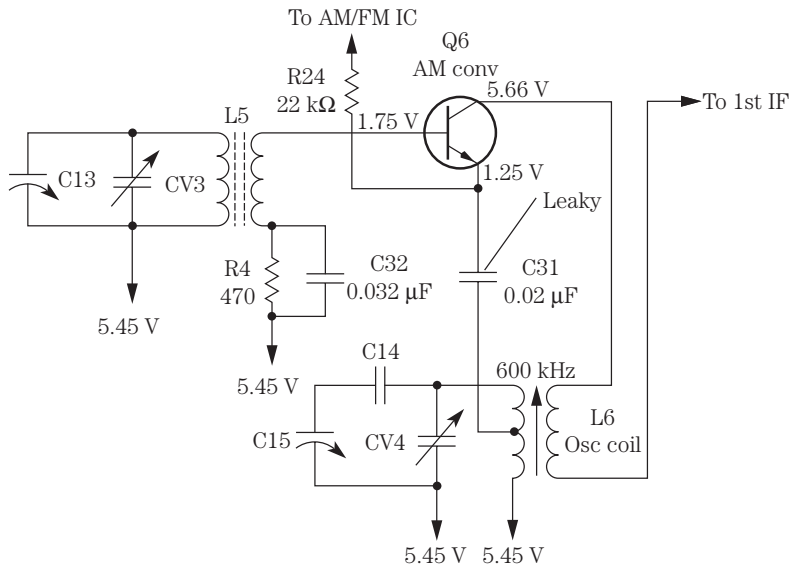 To AM/FM IC
Q6
AM conv
R24
22 kΩ
5.66 V
To 1st IF
L5
1.75 V
C13
CV3
1.25 V
Leaky
R4
470
C32
0.032 μF
C31
0.02 μF
5.45 V
5.45 V
C14
600 kHz
C15
CV4
L6
Osc coil
5.45 V
5.45 V